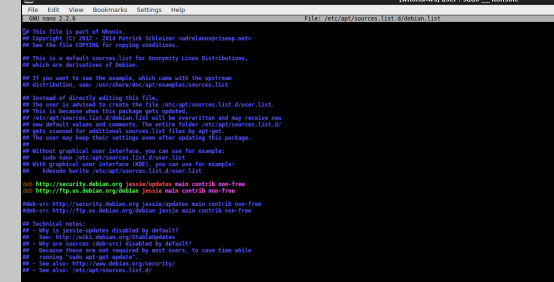 File Edit View Bookmarks Settings Help
GNU nano 2.2.6 File: /etc/apt/sources.list.d/debian.list
## This file is part of Whonix.
## Copyright (C) 2012 - 2014 Patrick Schleizer <adrelanos@riseup.net>
## See the file COPYING for copying conditions.
## This is a default sources.list for Anonymity Linux Distributions,
## which are derivatives of Debian.
## If you want to see the example, which came with the upstream
## distribution, see: /usr/share/doc/apt/examples/sources.list
## Instead of directly editing this file,
## the user is advised to create the file /etc/apt/sources.list.d/user.list.
## This is because when this package gets updated,
## /etc/apt/sources.list.d/debian.list will be overwritten and may receive new
## new default values and comments. The entire folder /etc/apt/sources.list.d/
## gets scanned for additional sources.list files by apt-get.
## The user may keep their settings even after updating this package.
##
## Without graphical user interface, you can use for example:
## sudo nano /etc/apt/sources.list.d/user.list
## With graphical user interface (KDE), you can use for example:
## kdesudo kwrite /etc/apt/sources.list.d/user.list
deb http://security.debian.org jessie/updates main contrib non-free
deb http://ftp.us.debian.org/debian jessie main contrib non-free
#deb-src http://security.debian.org jessie/updates main contrib non-free
#deb-src http://ftp.us.debian.org/debian jessie main contrib non-free
## Technical notes:
## - Why is jessie-updates disabled by default?
## See: http://wiki.debian.org/StableUpdates
## - Why are sources (deb-src) disabled by default?
## Because those are not required by most users, to save time while
## running "sudo apt-get update".
## - See also: http://www.debian.org/security/
## - See also: /etc/apt/sources.list.d/